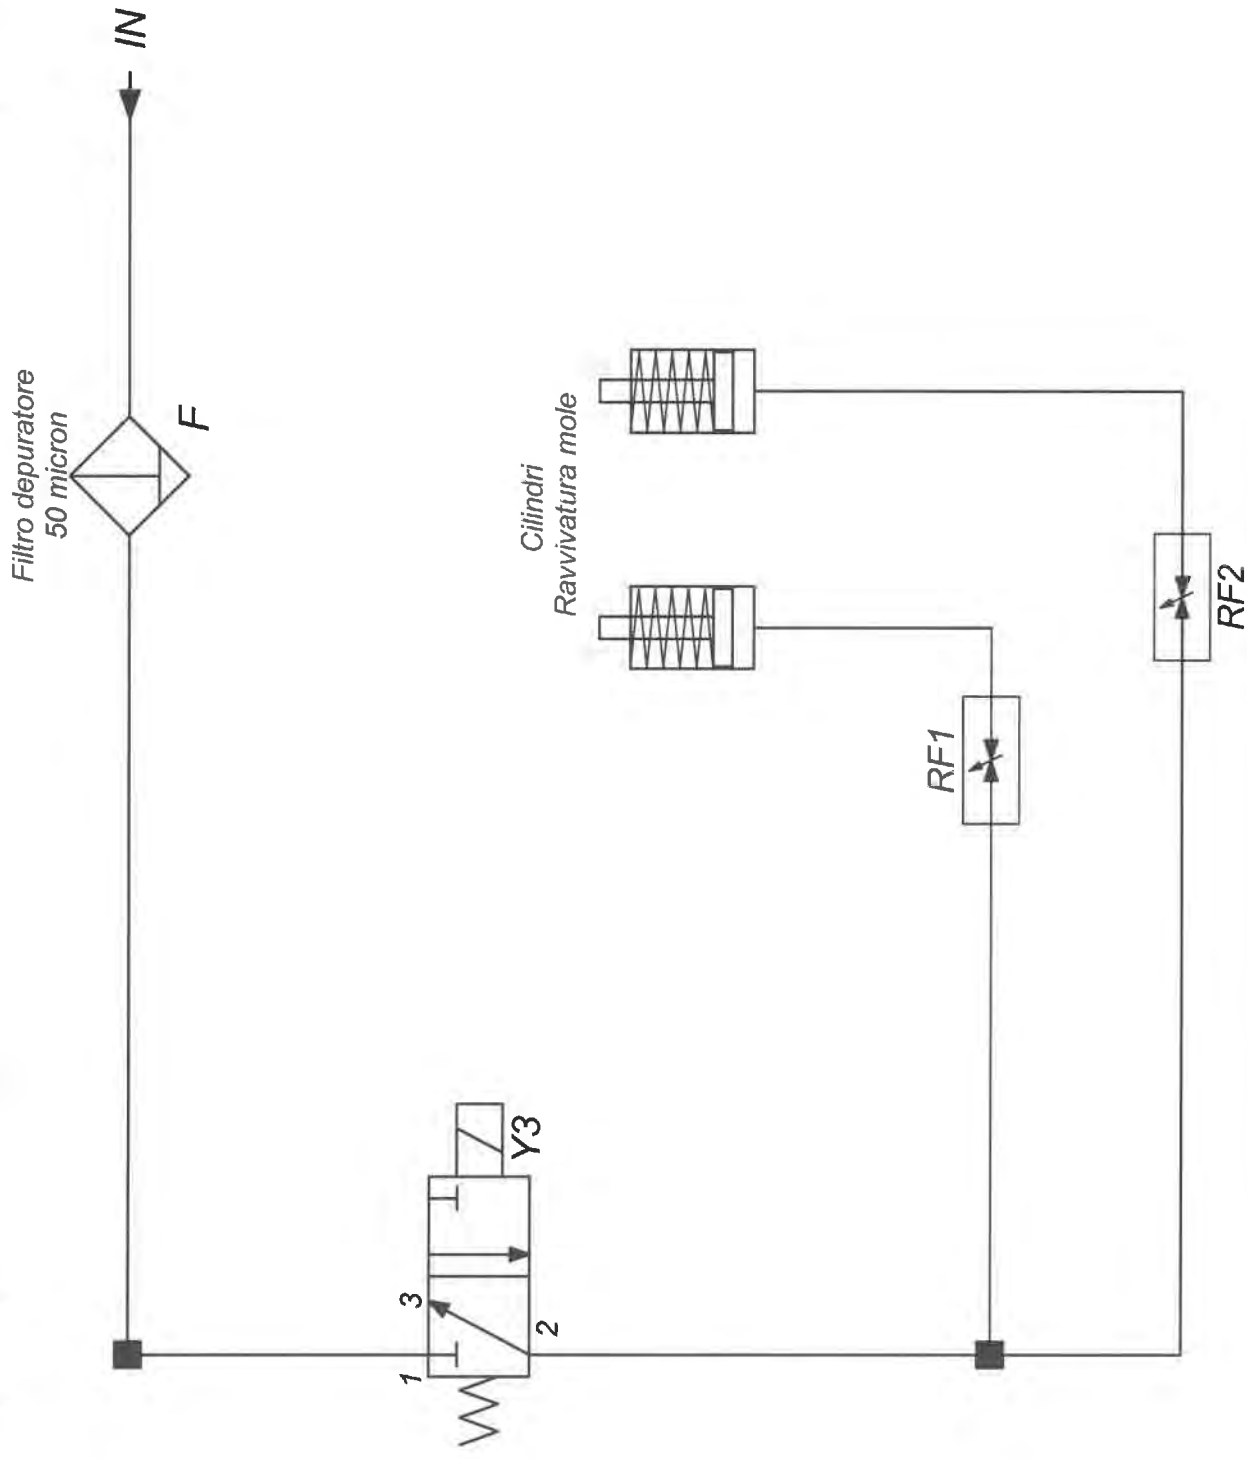 IN
Filtro depuratore
50 micron
F
Cilindri
Ravvivatura mole
RF1
RF2
Y3
3
2
1